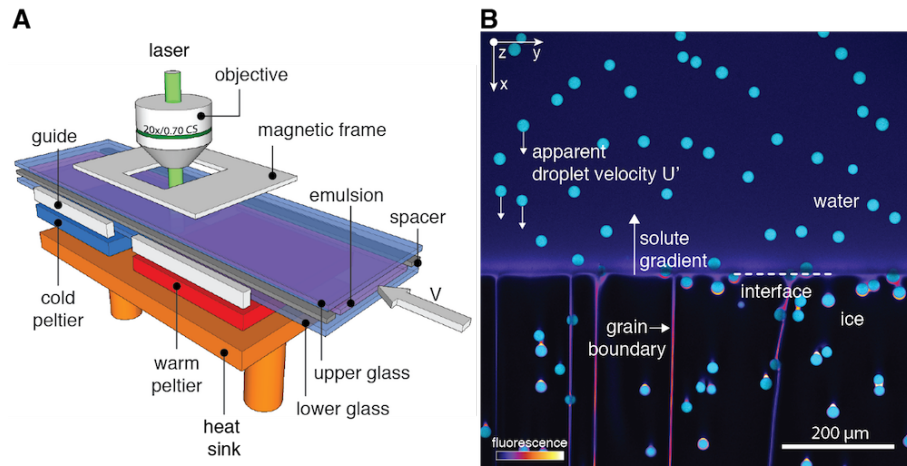 A
laser
objective
20x/0.70 CS
guide
magnetic frame
emulsion
spacer
V
cold
peltier
warm
peltier
heat
sink
upper glass
lower glass
B
z
y
x
apparent
droplet velocity U'
water
solute
gradient
interface
ice
grain
boundary
fluorescence
200 µm